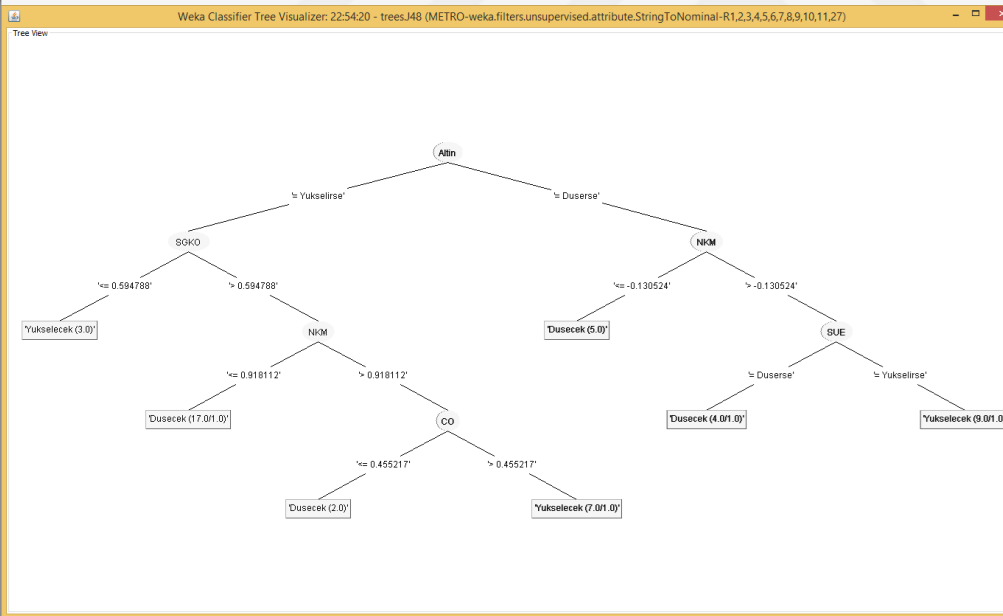 Weka Classifier Tree Visualizer: 22:54:20 - trees.J48 (METRO-weka.filters.unsupervised.attribute.StringToNominal-R1,2,3,4,5,6,7,8,9,10,11,27)
Tree View
Altin
'= Yukselirse' '= Duserse'
SGKO NKM
'<= 0.594788' '> 0.594788' '<= -0.130524' '> -0.130524'
'Yukselecek (3.0)' NKM 'Dusecek (5.0)' SUE
'<= 0.918112' '> 0.918112' '= Duserse' '= Yukselirse'
'Dusecek (17.0/1.0)' CO 'Dusecek (4.0/1.0)' 'Yukselecek (9.0/1.0
'<= 0.455217' '> 0.455217'
'Dusecek (2.0)' 'Yukselecek (7.0/1.0)'